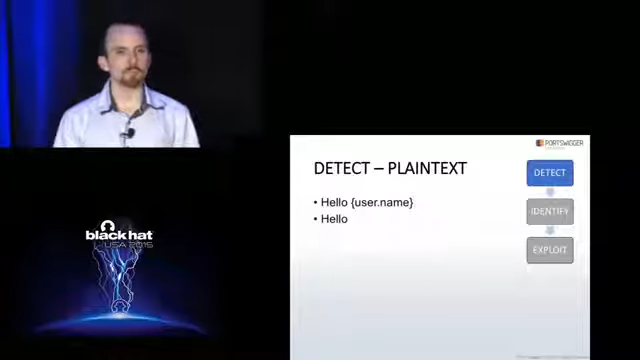 PORTSWIGGER
DETECT – PLAINTEXT
DETECT
• Hello {user.name}
• Hello
IDENTIFY
EXPLOIT
black hat
USA 2015